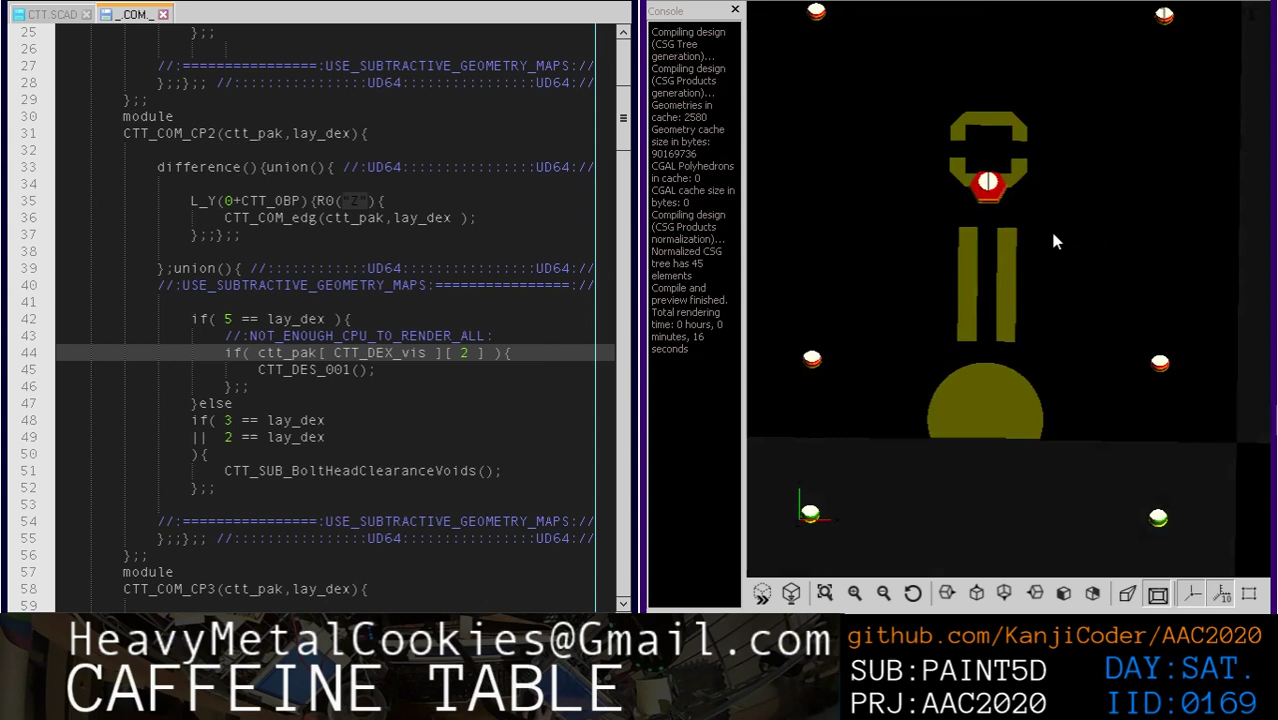 CTT.SCAD
_.COM._
25 };;
26
27 //:================:USE_SUBTRACTIVE_GEOMETRY_MAPS://
28 };;};; //:::::::::::::::UD64:::::::::::::::UD64://
29 };;
30 module
31 CTT_COM_CP2(ctt_pak,lay_dex){
32
33 difference(){union(){ //:UD64:::::::::::::::UD64://
34
35 L_Y(0+CTT_OBP){R0("Z"){
36 CTT_COM_edg(ctt_pak,lay_dex );
37 };;};;
38
39 };union(){ //:::::::::::UD64:::::::::::::::UD64://
40 //:USE_SUBTRACTIVE_GEOMETRY_MAPS:================://
41
42 if( 5 == lay_dex ){
43 //:NOT_ENOUGH_CPU_TO_RENDER_ALL:
44 if( ctt_pak[ CTT_DEX_vis ][ 2 ] ){
45 CTT_DES_001();
46 };;
47 }else
48 if( 3 == lay_dex
49 || 2 == lay_dex
50 ){
51 CTT_SUB_BoltHeadClearanceVoids();
52 };;
53
54 //:================:USE_SUBTRACTIVE_GEOMETRY_MAPS://
55 };;};; //:::::::::::::::UD64:::::::::::::::UD64://
56 };;
57 module
58 CTT_COM_CP3(ctt_pak,lay_dex){
59
Console
Compiling design
(CSG Tree
generation)...
Compiling design
(CSG Products
generation)...
Geometries in
cache: 2580
Geometry cache
size in bytes:
90169736
CGAL Polyhedrons
in cache: 0
CGAL cache size in
bytes: 0
Compiling design
(CSG Products
normalization)...
Normalized CSG
tree has 45
elements
Compile and
preview finished.
Total rendering
time: 0 hours, 0
minutes, 16
seconds
10
HeavyMetalCookies@Gmail.com
CAFFEINE TABLE
github.com/KanjiCoder/AAC2020
SUB:PAINT5D DAY:SAT.
PRJ:AAC2020 IID:0169